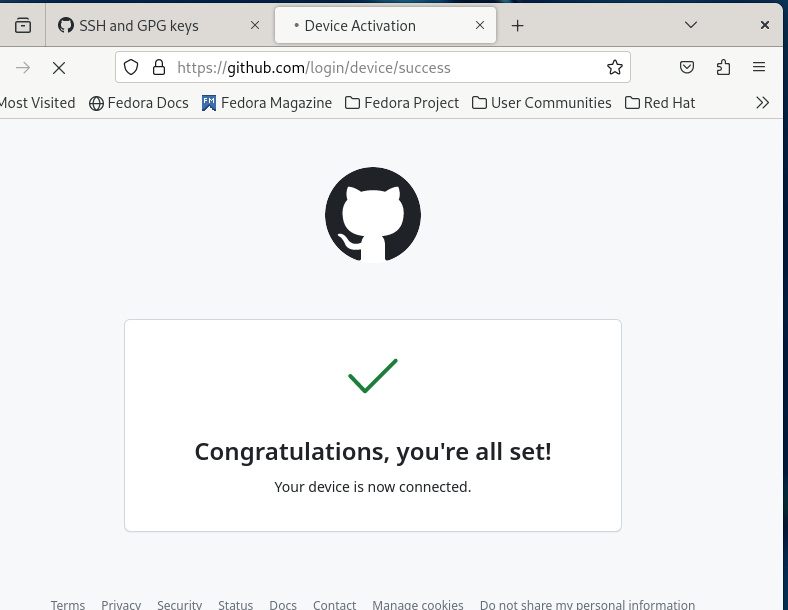 SSH and GPG keys
Device Activation
https://github.com/login/device/success
Most Visited
Fedora Docs
FM
Fedora Magazine
Fedora Project
User Communities
Red Hat
Congratulations, you're all set!
Your device is now connected.
Terms Privacy Security Status Docs Contact Manage cookies Do not share my personal information